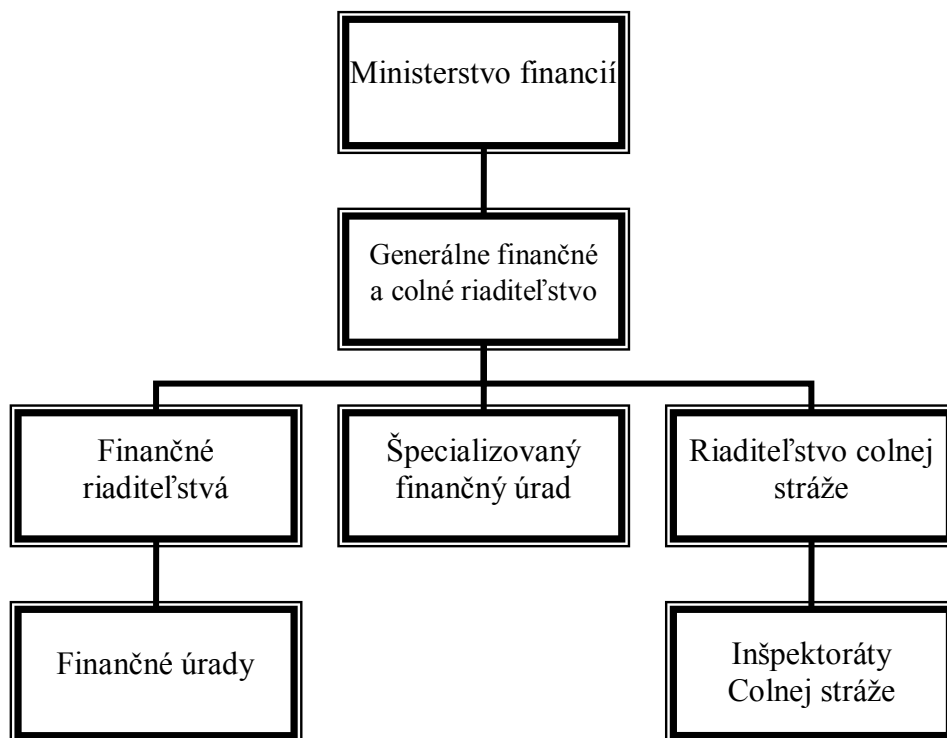 Ministerstvo financií
Generálne finančné
a colné riaditeľstvo
Finančné
riaditeľstvá
Špecializovaný
finančný úrad
Riaditeľstvo colnej
stráže
Finančné úrady
Inšpektoráty
Colnej stráže